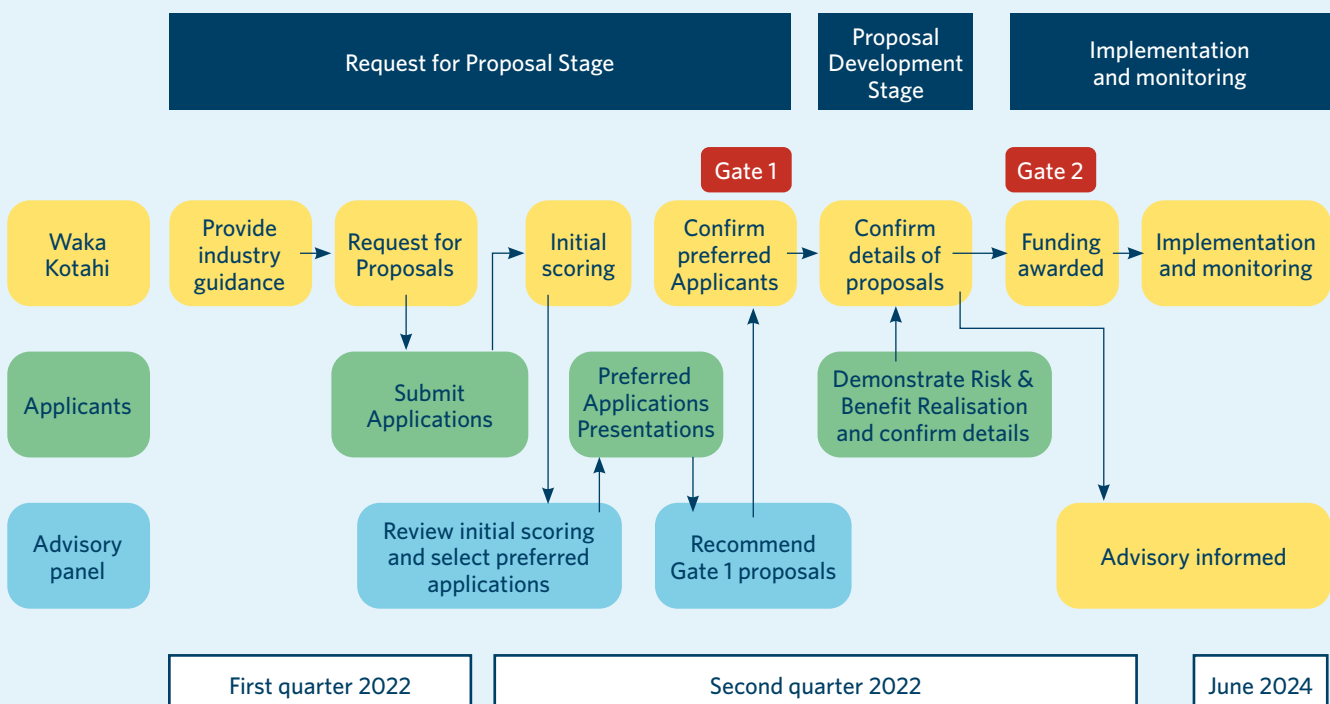 Request for Proposal Stage
Proposal
Development
Stage
Implementation
and monitoring
Gate 1
Gate 2
Waka
Kotahi
Provide
industry
guidance
Request for
Proposals
Initial
scoring
Confirm
preferred
Applicants
Confirm
details of
proposals
Funding
awarded
Implementation
and monitoring
Applicants
Submit
Applications
Preferred
Applications
Presentations
Demonstrate Risk &
Benefit Realisation
and confirm details
Advisory
panel
Review initial scoring
and select preferred
applications
Recommend
Gate 1 proposals
Advisory informed
First quarter 2022
Second quarter 2022
June 2024